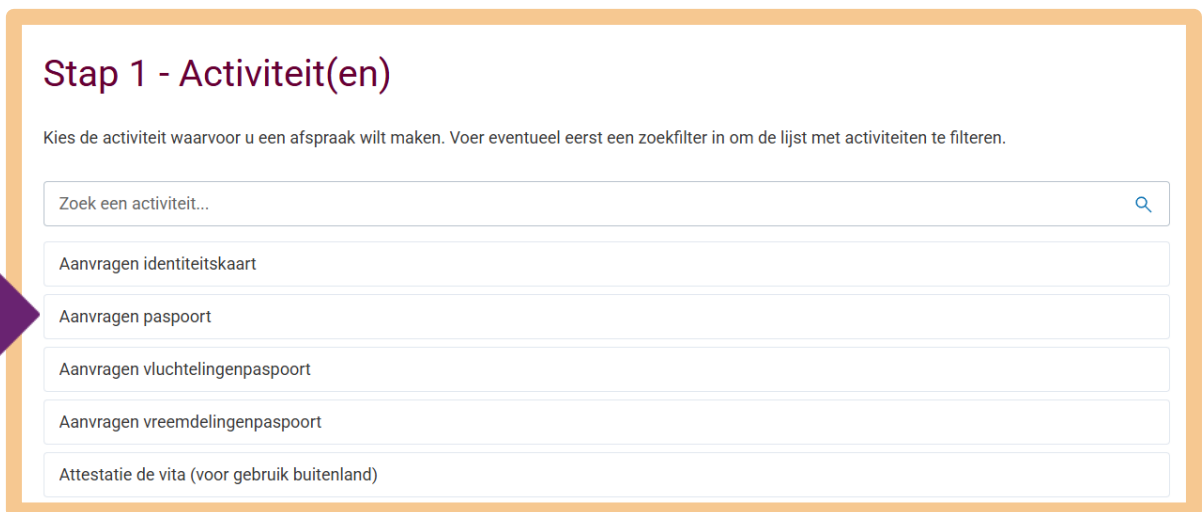 Stap 1 - Activiteit(en)
Kies de activiteit waarvoor u een afspraak wilt maken. Voer eventueel eerst een zoekfilter in om de lijst met activiteiten te filteren.
Zoek een activiteit...
Aanvragen identiteitskaart
Aanvragen paspoort
Aanvragen vluchtelingenpaspoort
Aanvragen vreemdelingenpaspoort
Attestatie de vita (voor gebruik buitenland)